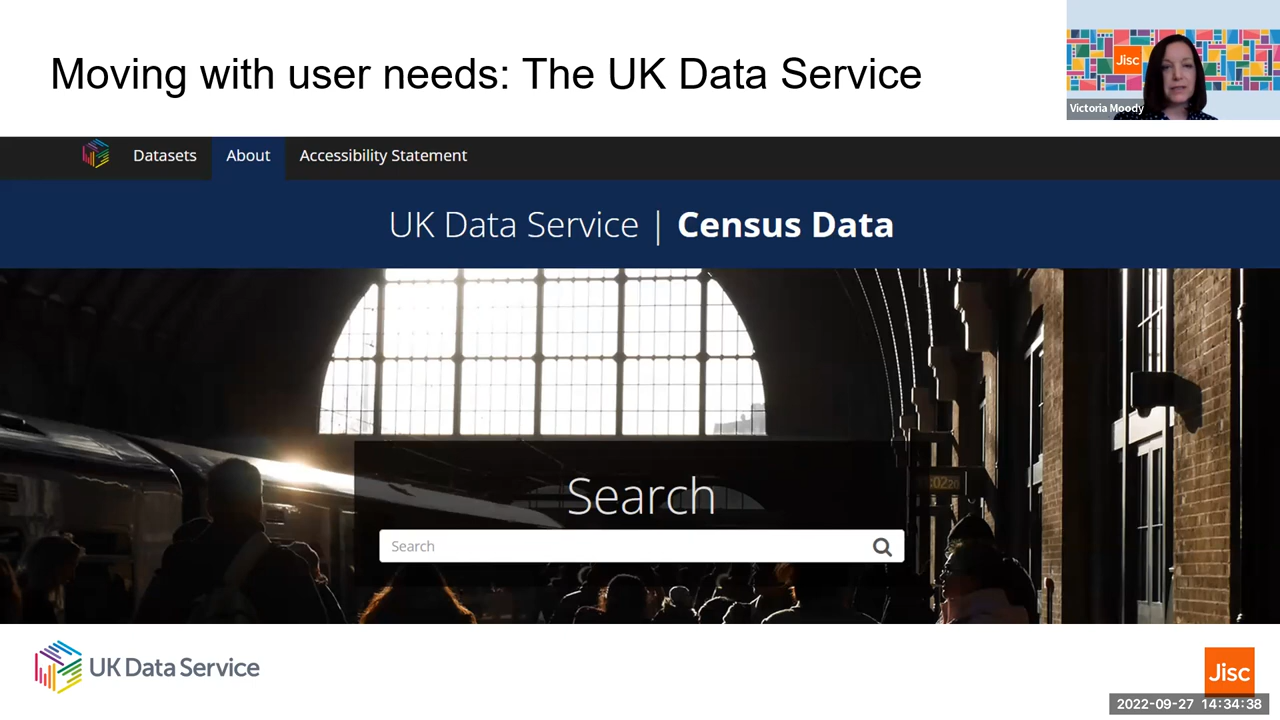 Moving with user needs: The UK Data Service
Jisc
Victoria Moody
Datasets
About
Accessibility Statement
UK Data Service | Census Data
Search
Search
UK Data Service
Jisc
2022-09-27 14:34:38